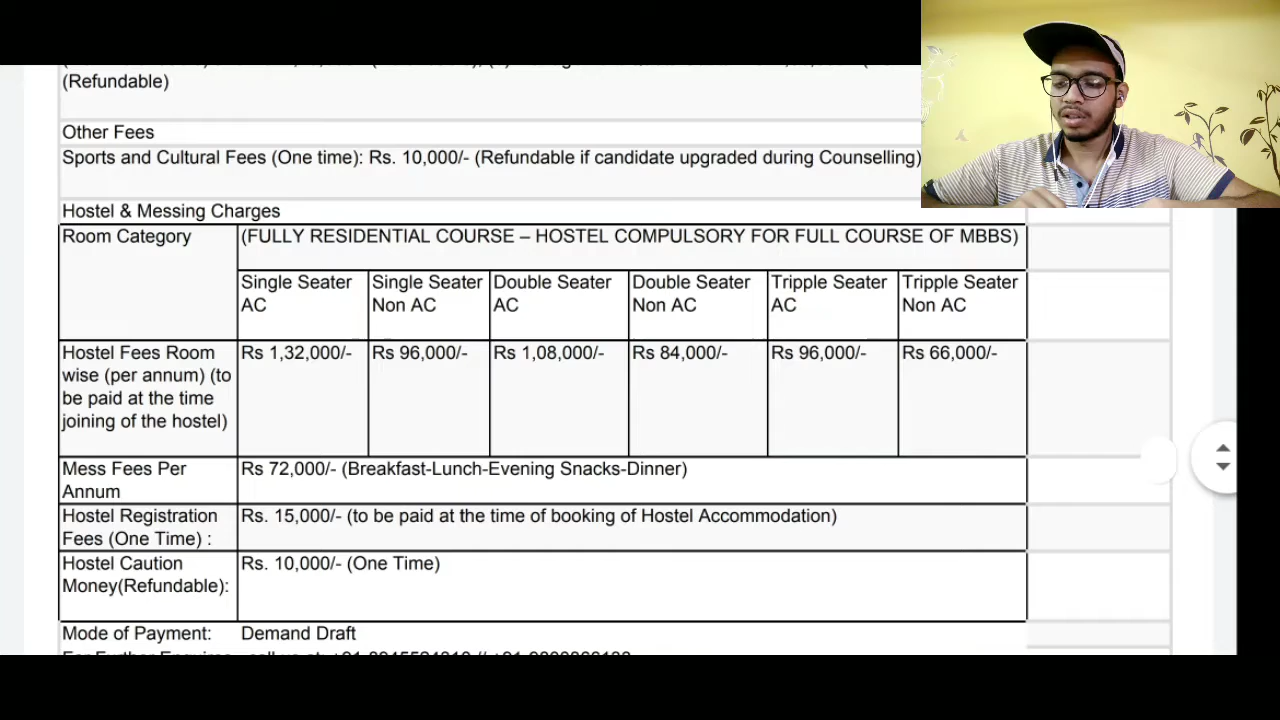 (Refundable)
Other Fees
Sports and Cultural Fees (One time): Rs. 10,000/- (Refundable if candidate upgraded during Counselling)
Hostel & Messing Charges
Room Category
(FULLY RESIDENTIAL COURSE – HOSTEL COMPULSORY FOR FULL COURSE OF MBBS)
Single Seater
AC
Single Seater
Non AC
Double Seater
AC
Double Seater
Non AC
Tripple Seater
AC
Tripple Seater
Non AC
Hostel Fees Room
wise (per annum) (to
be paid at the time
joining of the hostel)
Rs 1,32,000/-
Rs 96,000/-
Rs 1,08,000/-
Rs 84,000/-
Rs 96,000/-
Rs 66,000/-
Mess Fees Per
Annum
Rs 72,000/- (Breakfast-Lunch-Evening Snacks-Dinner)
Hostel Registration
Fees (One Time) :
Rs. 15,000/- (to be paid at the time of booking of Hostel Accommodation)
Hostel Caution
Money(Refundable):
Rs. 10,000/- (One Time)
Mode of Payment:
Demand Draft